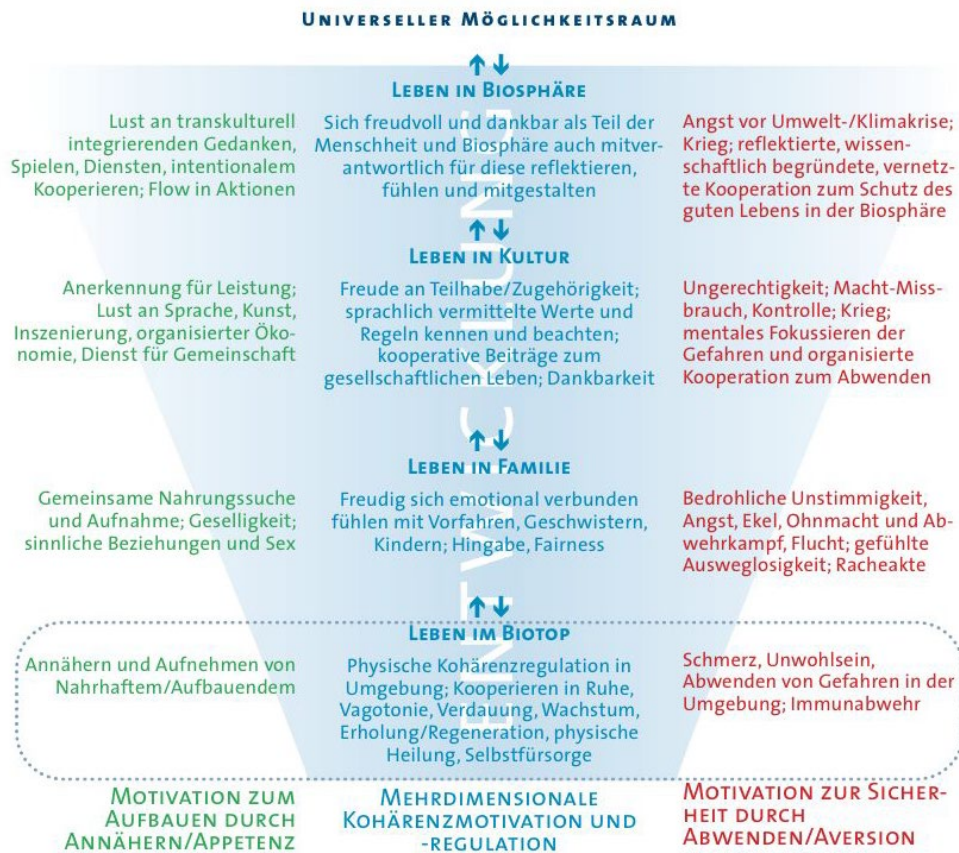 UNIVERSELLER MÖGLICHKEITSRAUM
LEBEN IN BIOSPHÄRE
Lust an transkulturell
integrierenden Gedanken,
Spielen, Diensten, intentionalem
Kooperieren; Flow in Aktionen
Sich freudvoll und dankbar als Teil der
Menschheit und Biosphäre auch mitver-
antwortlich für diese reflektieren,
fühlen und mitgestalten
Angst vor Umwelt-/Klimakrise;
Krieg; reflektierte, wissen-
schaftlich begründete, vernetz-
te Kooperation zum Schutz des
guten Lebens in der Biosphäre
LEBEN IN KULTUR
Anerkennung für Leistung;
Lust an Sprache, Kunst,
Inszenierung, organisierter Öko-
nomie, Dienst für Gemeinschaft
Freude an Teilhabe/Zugehörigkeit;
sprachlich vermittelte Werte und
Regeln kennen und beachten;
kooperative Beiträge zum
gesellschaftlichen Leben; Dankbarkeit
Ungerechtigkeit; Macht-Miss-
brauch, Kontrolle; Krieg;
mentales Fokussieren der
Gefahren und organisierte
Kooperation zum Abwenden
LEBEN IN FAMILIE
Gemeinsame Nahrungssuche
und Aufnahme; Geselligkeit;
sinnliche Beziehungen und Sex
Freudig sich emotional verbunden
fühlen mit Vorfahren, Geschwistern,
Kindern; Hingabe, Fairness
Bedrohliche Unstimmigkeit,
Angst, Ekel, Ohnmacht und Ab-
wehrkampf, Flucht; gefühlte
Ausweglosigkeit; Racheakte
LEBEN IM BIOTOP
Annähern und Aufnehmen von
Nahrhaftem/Aufbauendem
Physische Kohärenzregulation in
Umgebung; Kooperieren in Ruhe,
Vagotonie, Verdauung, Wachstum,
Erholung/Regeneration, physische
Heilung, Selbstfürsorge
Schmerz, Unwohlsein,
Abwenden von Gefahren in der
Umgebung; Immunabwehr
MOTIVATION ZUM
AUFBAUEN DURCH
ANNÄHERN/APPETENZ
MEHRDIMENSIONALE
KOHÄRENZMOTIVATION UND
-REGULATION
MOTIVATION ZUR SICHER-
HEIT DURCH
ABWENDEN/AVERSION
ENTWICKLUNG